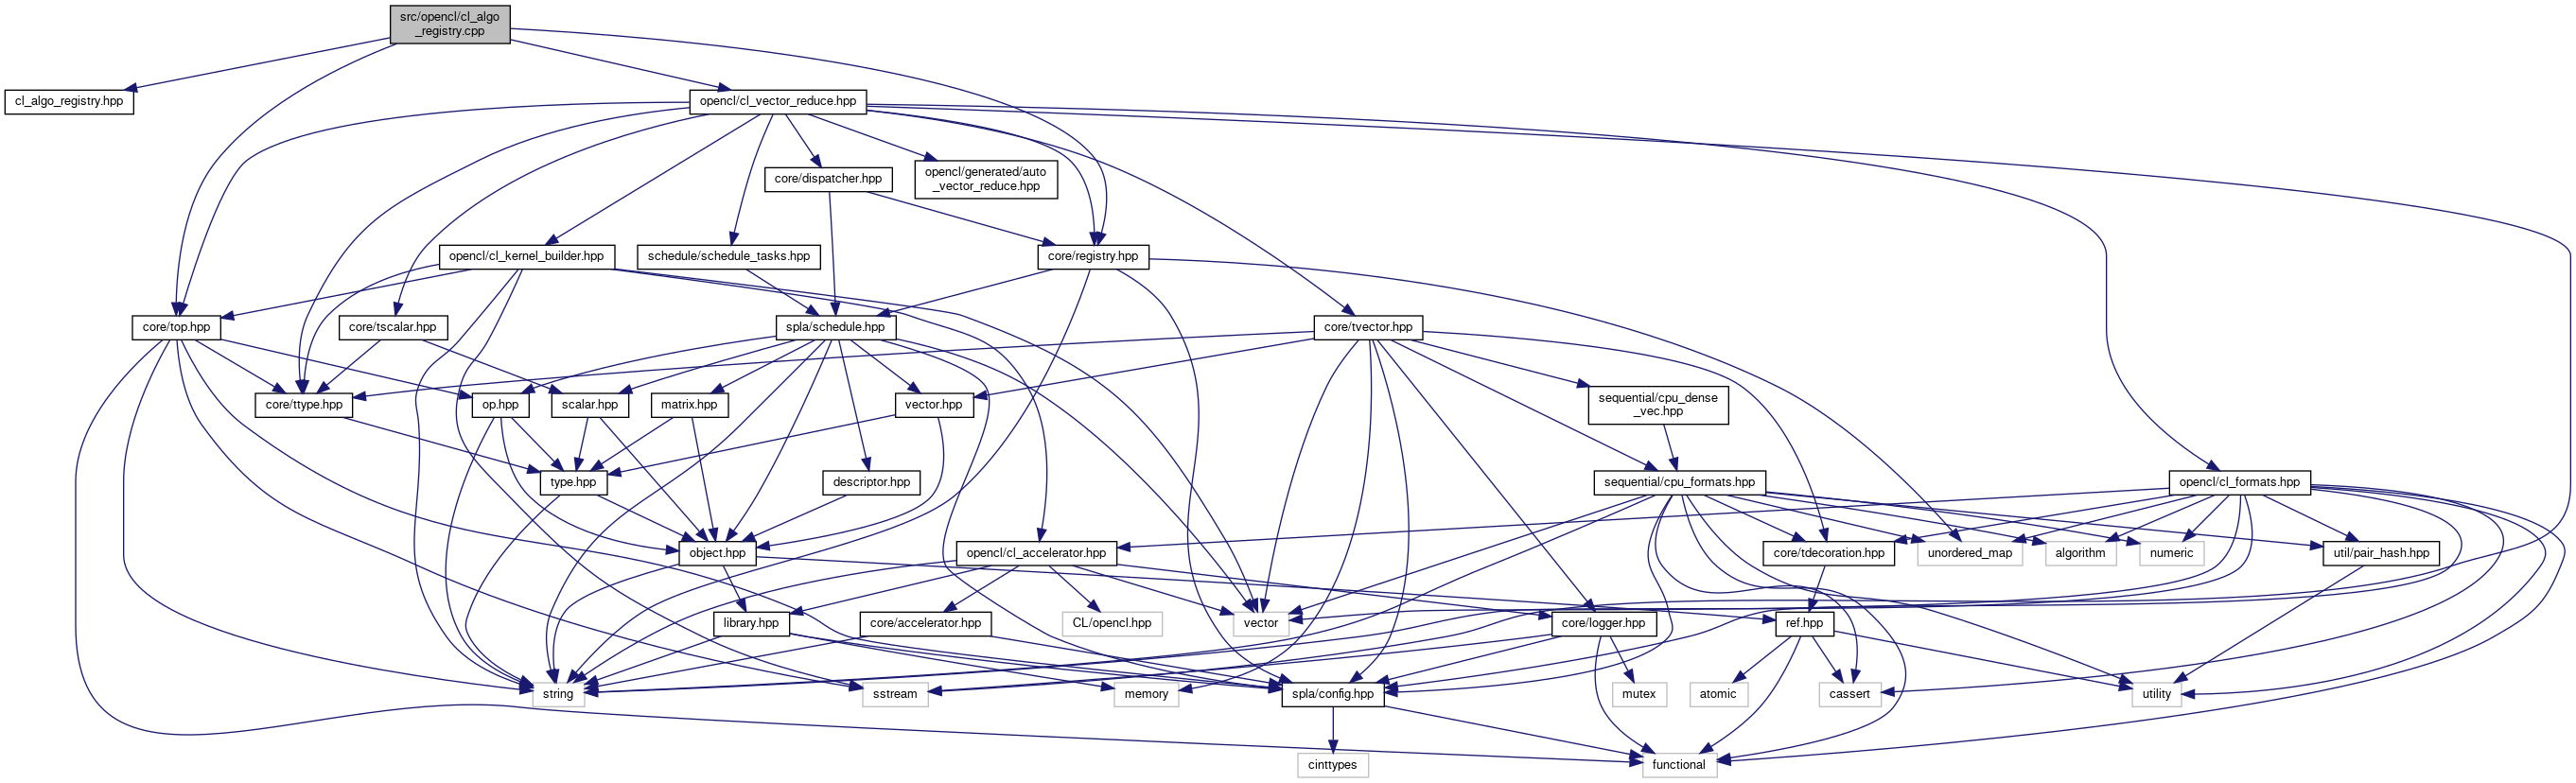 src/opencl/cl_algo
_registry.cpp
cl_algo_registry.hpp
opencl/cl_vector_reduce.hpp
core/dispatcher.hpp
opencl/generated/auto
_vector_reduce.hpp
opencl/cl_kernel_builder.hpp
schedule/schedule_tasks.hpp
core/registry.hpp
core/top.hpp
core/tscalar.hpp
spla/schedule.hpp
core/tvector.hpp
core/ttype.hpp
op.hpp
scalar.hpp
matrix.hpp
vector.hpp
sequential/cpu_dense
_vec.hpp
type.hpp
descriptor.hpp
sequential/cpu_formats.hpp
opencl/cl_formats.hpp
object.hpp
opencl/cl_accelerator.hpp
core/tdecoration.hpp
unordered_map
algorithm
numeric
util/pair_hash.hpp
library.hpp
core/accelerator.hpp
CL/opencl.hpp
vector
core/logger.hpp
ref.hpp
string
sstream
memory
spla/config.hpp
mutex
atomic
cassert
utility
cinttypes
functional